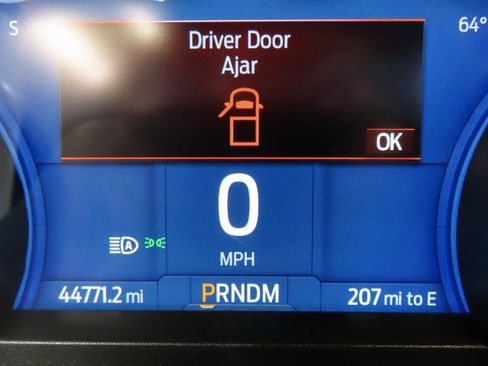 S
64°
Driver Door
Ajar
OK
0
MPH
A
44771.2 mi
PRNDM
207 mi to E